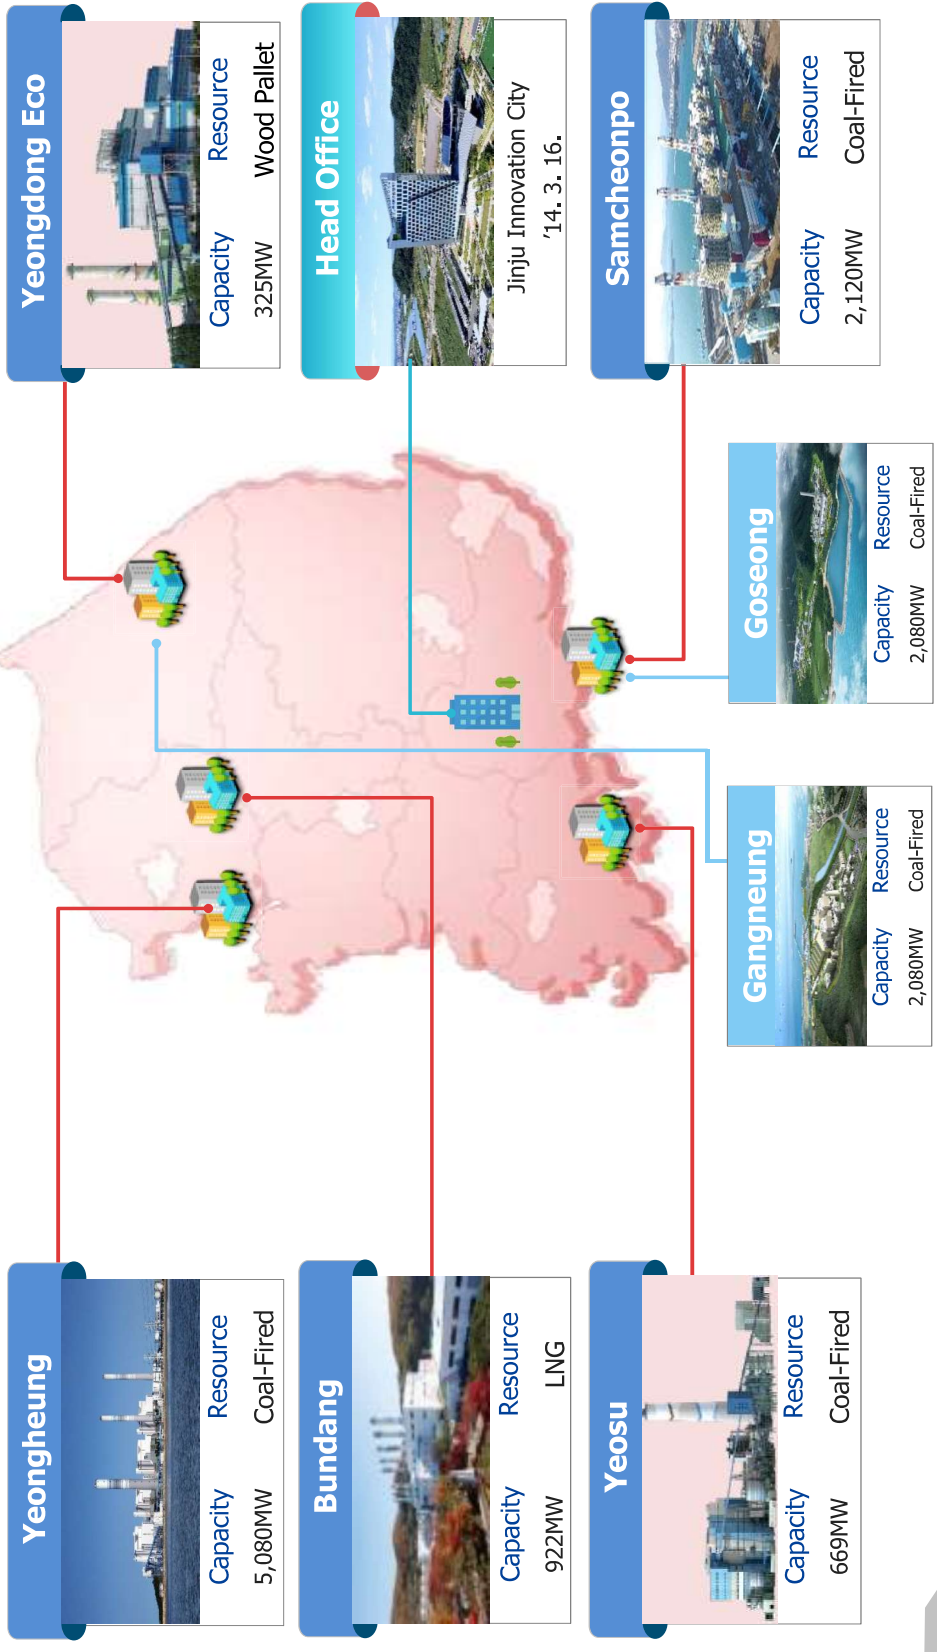 Yeongheung
Capacity Resource
5,080MW Coal-Fired
Bundang
Capacity Resource
922MW LNG
Yeosu
Capacity Resource
669MW Coal-Fired
Yeongdong Eco
Capacity Resource
325MW Wood Pallet
Head Office
Jinju Innovation City
'14. 3. 16.
Samcheonpo
Capacity Resource
2,120MW Coal-Fired
Gangneung
Capacity Resource
2,080MW Coal-Fired
Goseong
Capacity Resource
2,080MW Coal-Fired